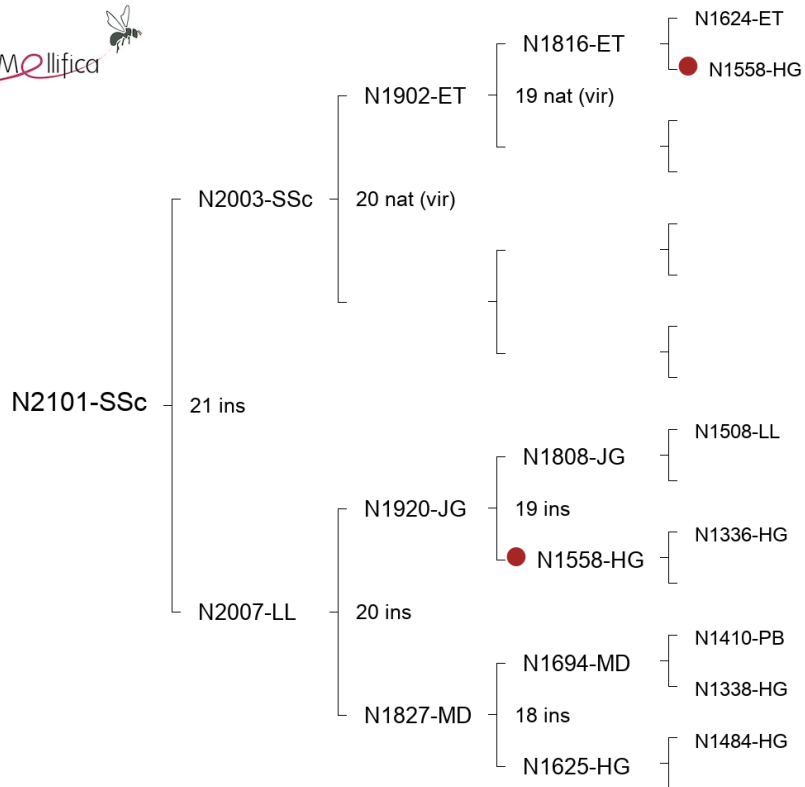 Mellifica
N1624-ET
N1816-ET
N1558-HG
N1902-ET
19 nat (vir)
N2003-SSc
20 nat (vir)
N2101-SSc
21 ins
N1508-LL
N1808-JG
N1920-JG
19 ins
N1336-HG
N1558-HG
N2007-LL
20 ins
N1410-PB
N1694-MD
N1338-HG
N1827-MD
18 ins
N1484-HG
N1625-HG